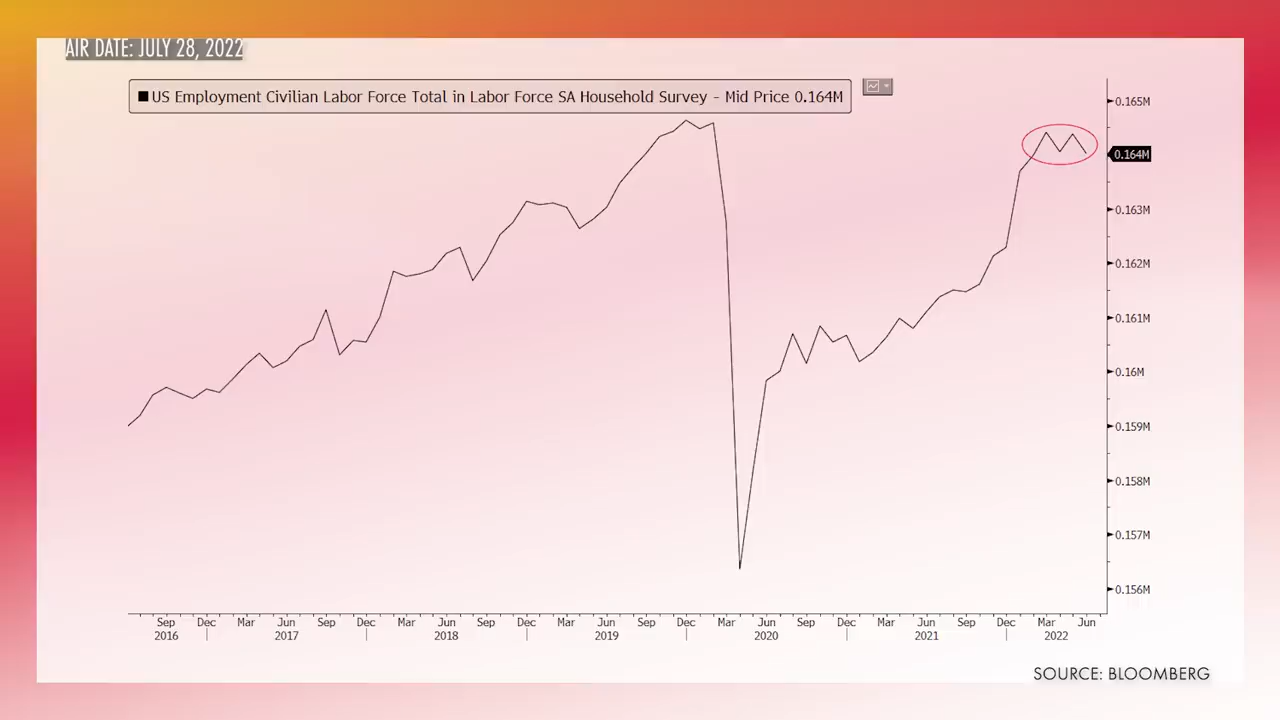 AIR DATE: JULY 28, 2022
US Employment Civilian Labor Force Total in Labor Force SA Household Survey - Mid Price 0.164M
0.165M
0.164M
0.163M
0.162M
0.161M
0.16M
0.159M
0.158M
0.157M
0.156M
Sep Dec Mar Jun Sep Dec Mar Jun Sep Dec Mar Jun Sep Dec Mar Jun Sep Dec Mar Jun Sep Dec Mar Jun
2016 2017 2018 2019 2020 2021 2022
SOURCE: BLOOMBERG